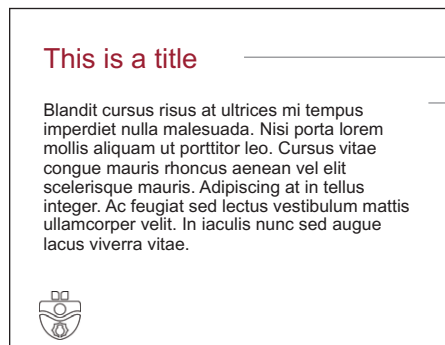 This is a title
Blandit cursus risus at ultrices mi tempus
imperdiet nulla malesuada. Nisi porta lorem
mollis aliquam ut porttitor leo. Cursus vitae
congue mauris rhoncus aenean vel elit
scelerisque mauris. Adipiscing at in tellus
integer. Ac feugiat sed lectus vestibulum mattis
ullamcorper velit. In iaculis nunc sed augue
lacus viverra vitae.